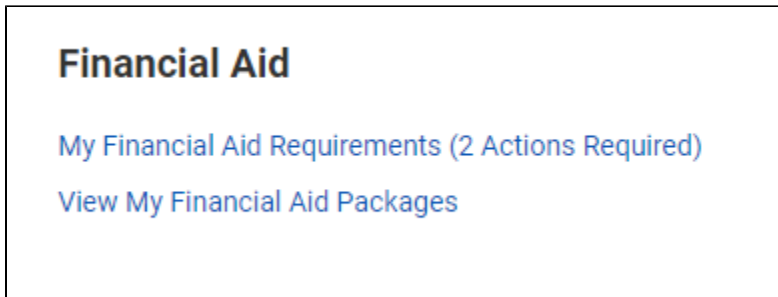 Financial Aid
My Financial Aid Requirements (2 Actions Required)
View My Financial Aid Packages